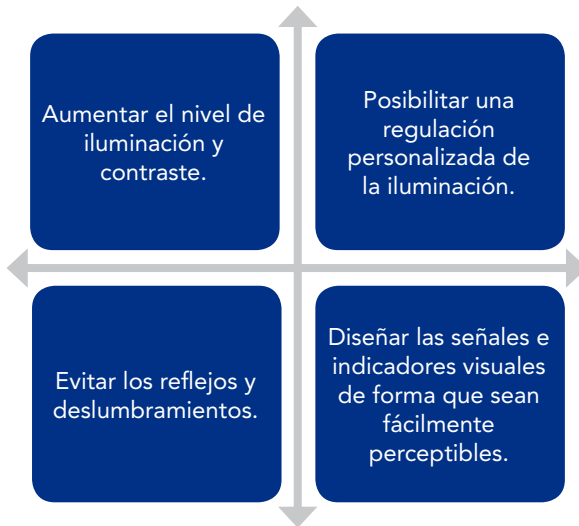 Aumentar el nivel de
iluminación y
contraste.
Posibilitar una
regulación
personalizada de
la iluminación.
Evitar los reflejos y
deslumbramientos.
Diseñar las señales e
indicadores visuales
de forma que sean
fácilmente
perceptibles.